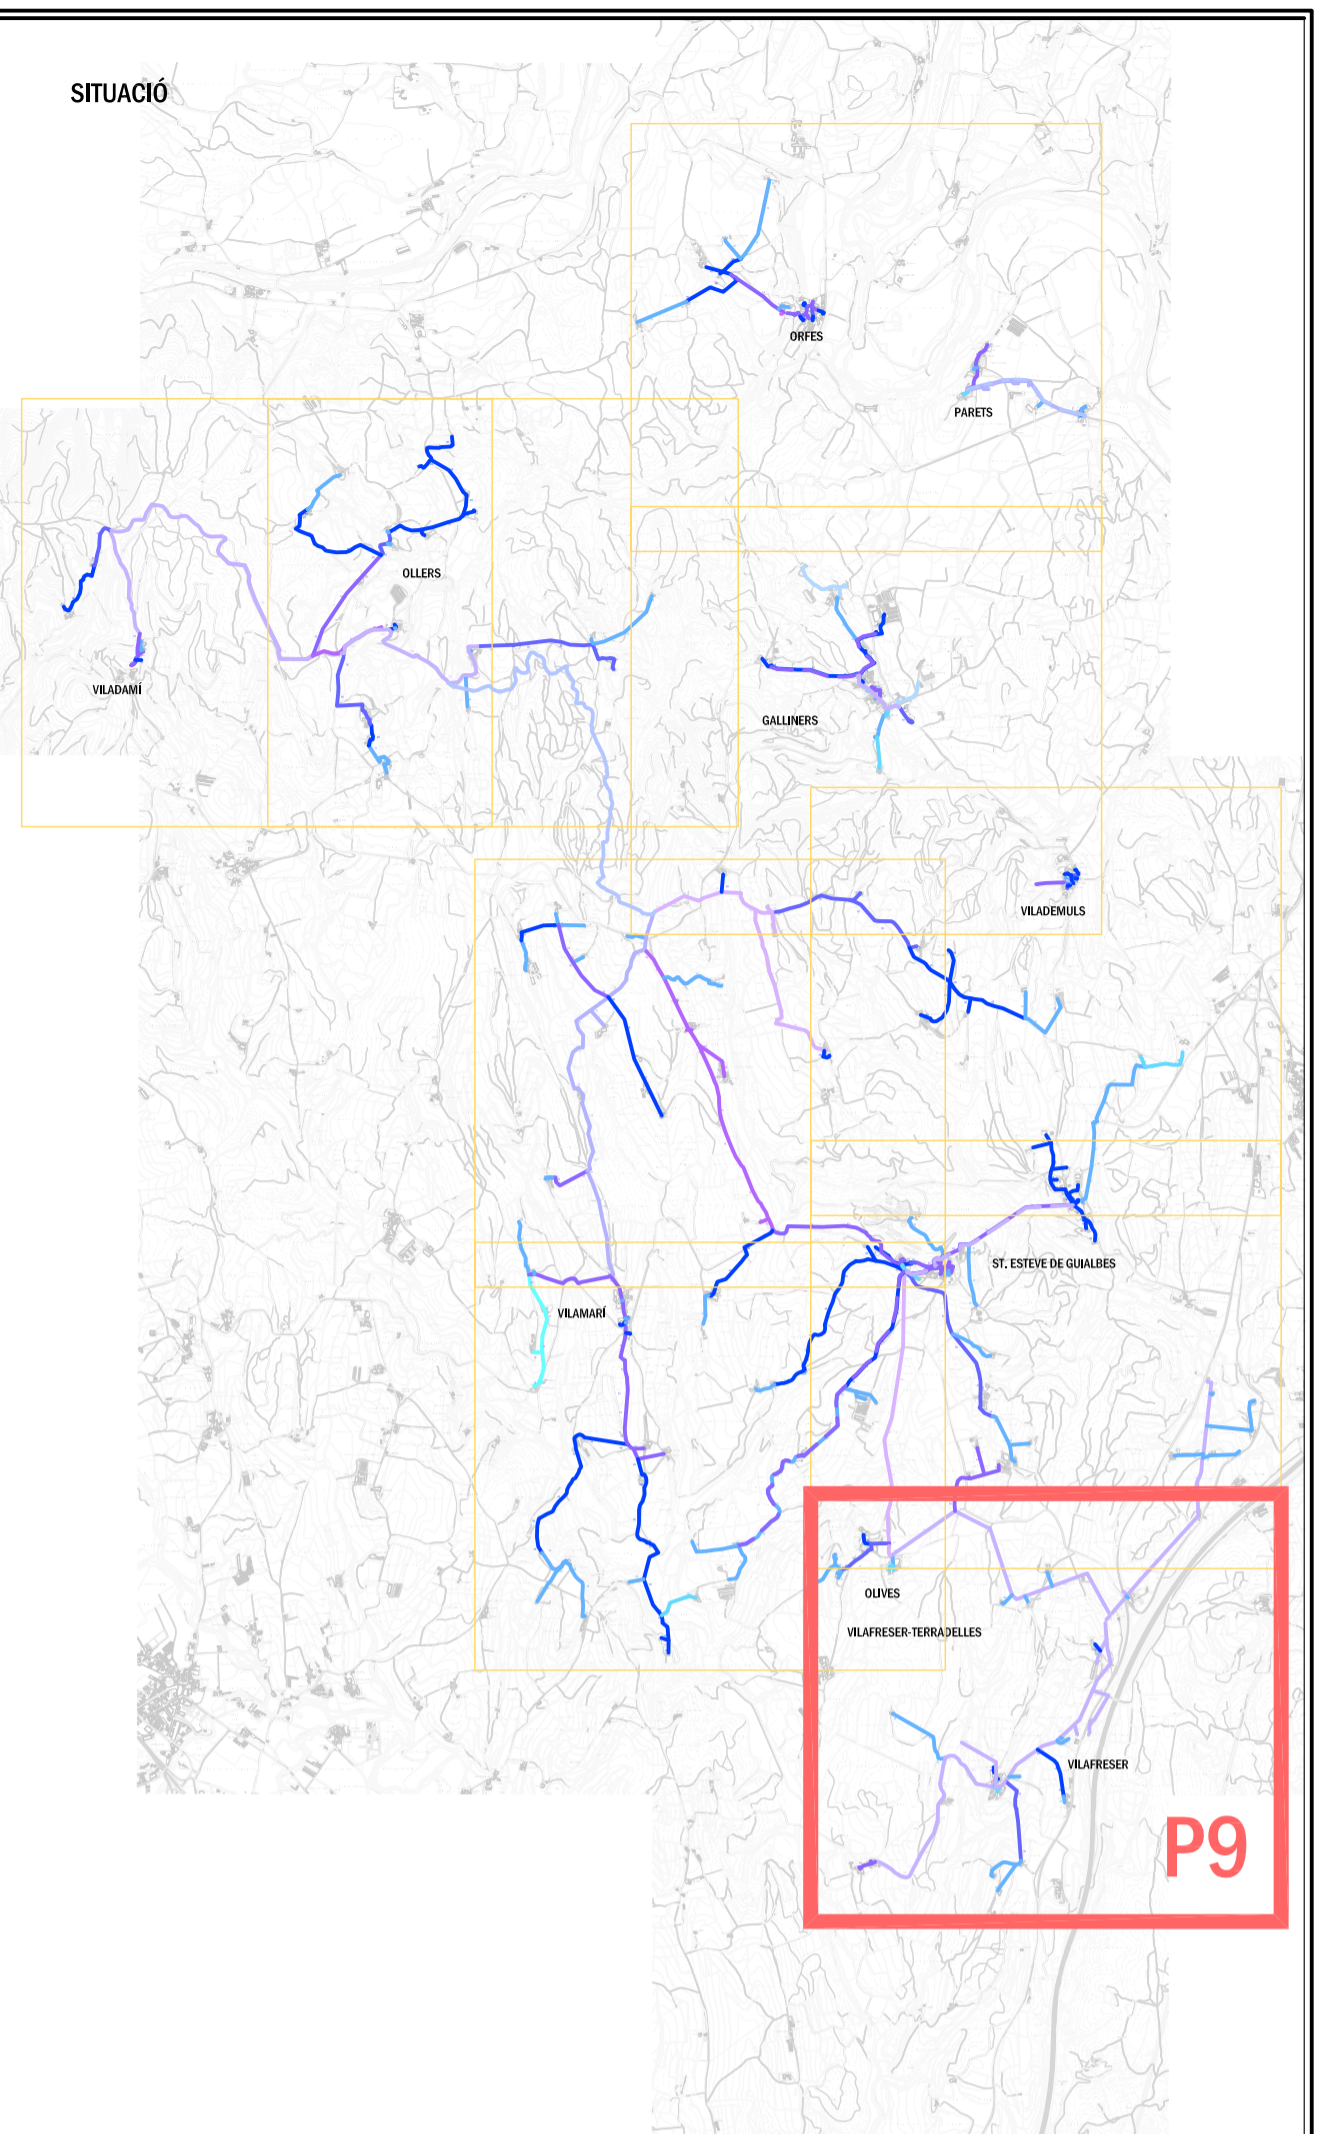 SITUACIÓ
ORFES
PARETS
OLLERS
VILADAMÍ
GALLINERS
VILADEMULS
ST. ESTEVE DE GUIALBES
VILAMARÍ
OLIVES
VILAFRESER-TERRADELLES
VILAFRESER
P9